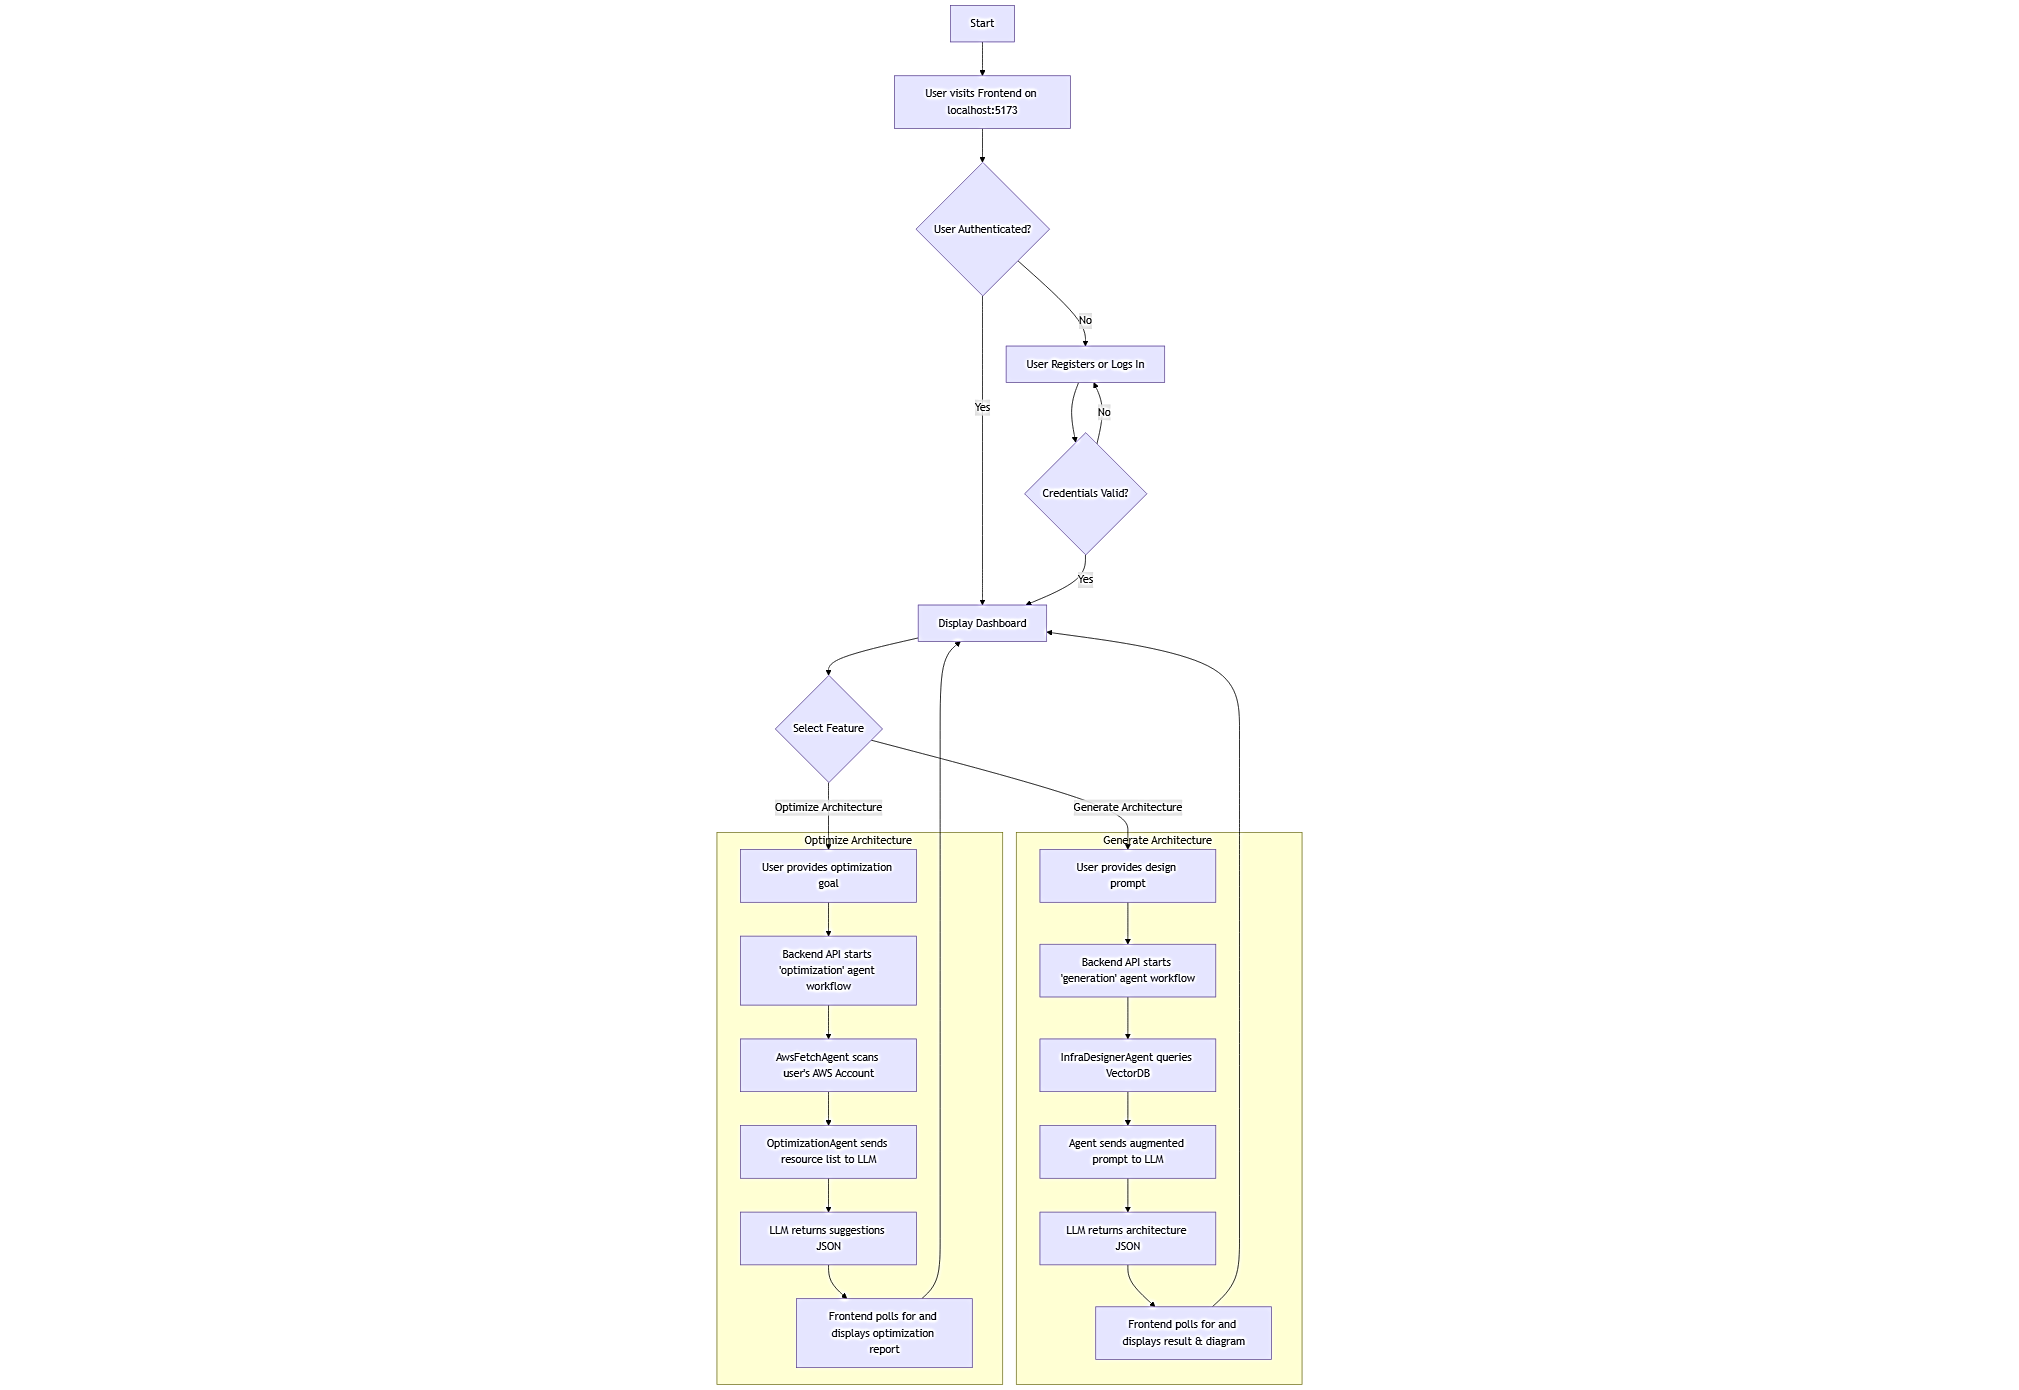 Start
User visits Frontend on
localhost:5173
User Authenticated?
No
User Registers or Logs In
Yes
No
Credentials Valid?
Yes
Display Dashboard
Select Feature
Optimize Architecture
Generate Architecture
Optimize Architecture
User provides optimization
goal
Backend API starts
'optimization' agent
workflow
AwsFetchAgent scans
user's AWS Account
OptimizationAgent sends
resource list to LLM
LLM returns suggestions
JSON
Frontend polls for and
displays optimization
report
Generate Architecture
User provides design
prompt
Backend API starts
'generation' agent workflow
InfraDesignerAgent queries
VectorDB
Agent sends augmented
prompt to LLM
LLM returns architecture
JSON
Frontend polls for and
displays result & diagram